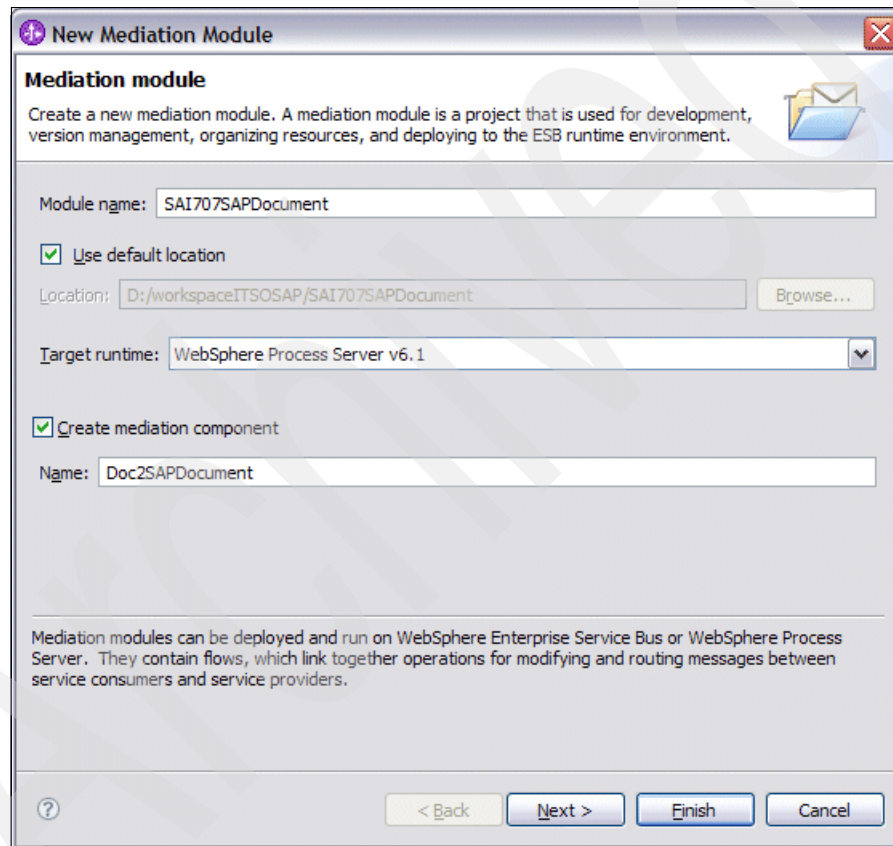 New Mediation Module
Mediation module
Create a new mediation module. A mediation module is a project that is used for development,
version management, organizing resources, and deploying to the ESB runtime environment.
Module name: SAI707SAPDocument
Use default location
Location: D:/workspaceITSOSAP/SAI707SAPDocument Browse...
Target runtime: WebSphere Process Server v6.1
Create mediation component
Name: Doc2SAPDocument
Mediation modules can be deployed and run on WebSphere Enterprise Service Bus or WebSphere Process
Server. They contain flows, which link together operations for modifying and routing messages between
service consumers and service providers.
? < Back Next > Finish Cancel
Archived